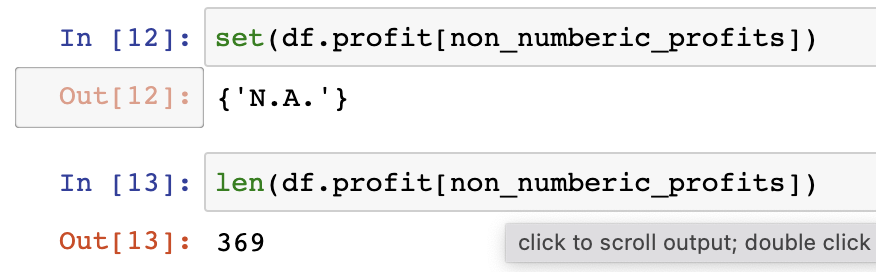 In [12]: set(df.profit[non_numberic_profits])
Out[12]: {'N.A.'}
In [13]: len(df.profit[non_numberic_profits])
Out[13]: 369
click to scroll output; double click